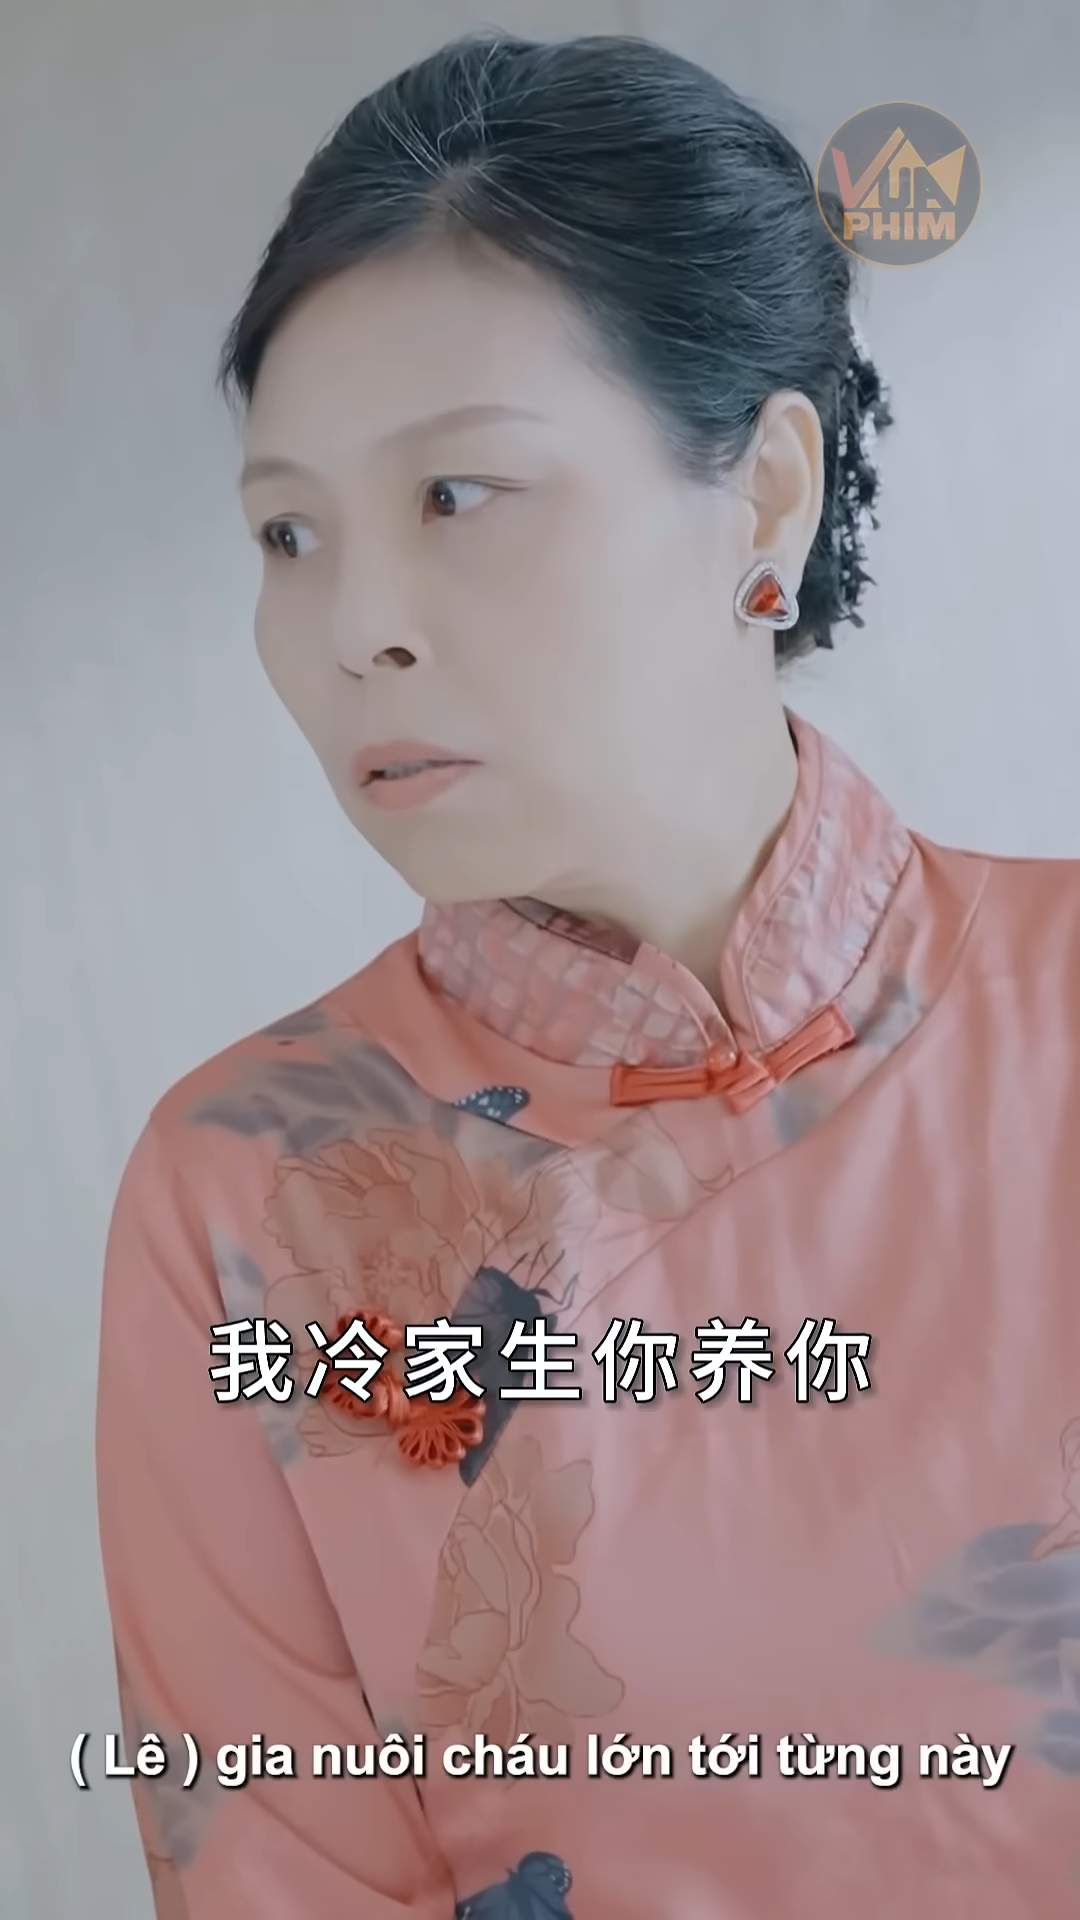 VUA
PHIM
我冷家生你养你
( Lê ) gia nuôi cháu lớn tới từng này